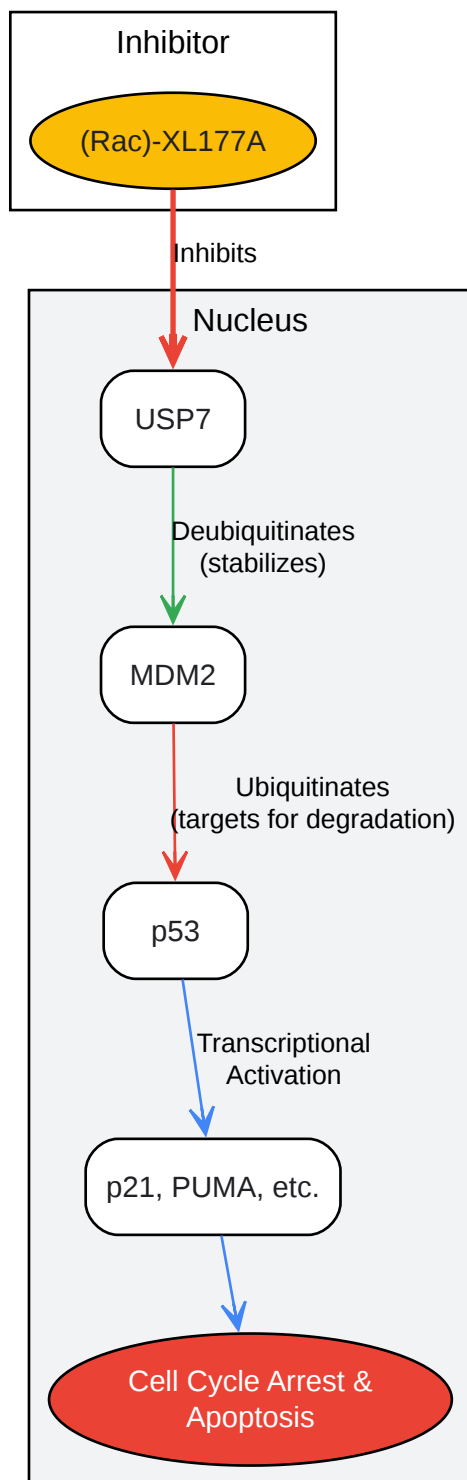 Inhibitor
(Rac)-XL177A
Inhibits
Nucleus
USP7
Deubiquitinates
(stabilizes)
MDM2
Ubiquitinates
(targets for degradation)
p53
Transcriptional
Activation
p21, PUMA, etc.
Cell Cycle Arrest &
Apoptosis